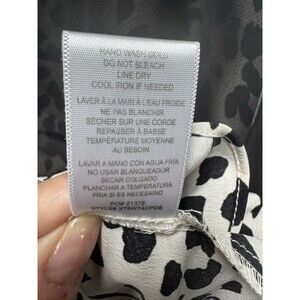 HAND WASH COLD
DO NOT BLEACH
LINE DRY
COOL IRON IF NEEDED
LAVER À LA MAIN À L'EAU FROIDE
NE PAS BLANCHIR
SÉCHER SUR UNE CORDE
REPASSER À BASSE
TEMPÉRATURE MOYENNE
AU BESOIN
LAVAR A MANO CON AGUA FRÍA
NO USAR BLANQUEADOR
SECAR COLGADO
PLANCHAR A TEMPERATURA
FRÍA SI ES NECESARIO
RO# 21376